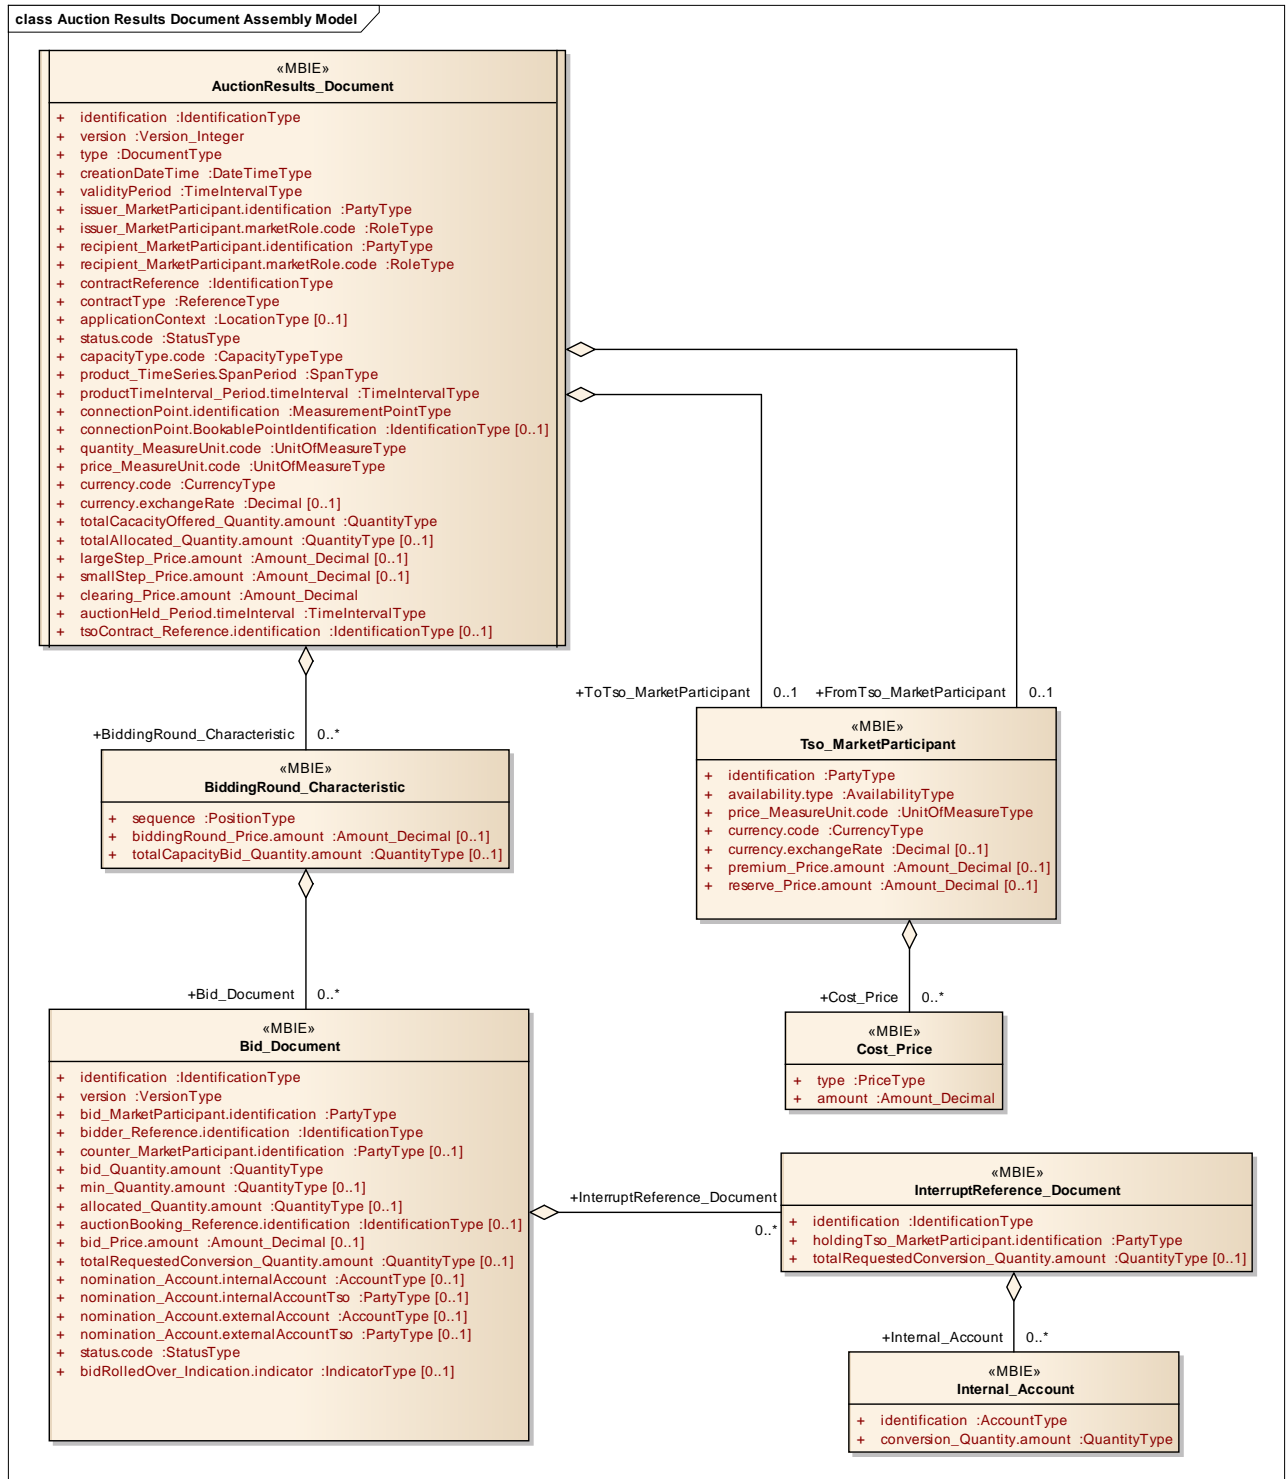 class Auction Results Document Assembly Model
«MBIE»
AuctionResults_Document
+ identification :IdentificationType
+ version :Version_Integer
+ type :DocumentType
+ creationDateTime :DateTimeType
+ validityPeriod :TimeIntervalType
+ issuer_MarketParticipant.identification :PartyType
+ issuer_MarketParticipant.marketRole.code :RoleType
+ recipient_MarketParticipant.identification :PartyType
+ recipient_MarketParticipant.marketRole.code :RoleType
+ contractReference :IdentificationType
+ contractType :ReferenceType
+ applicationContext :LocationType [0..1]
+ status.code :StatusType
+ capacityType.code :CapacityTypeType
+ product_TimeSeries.SpanPeriod :SpanType
+ productTimeInterval_Period.timeInterval :TimeIntervalType
+ connectionPoint.identification :MeasurementPointType
+ connectionPoint.BookablePointIdentification :IdentificationType [0..1]
+ quantity_MeasureUnit.code :UnitOfMeasureType
+ price_MeasureUnit.code :UnitOfMeasureType
+ currency.code :CurrencyType
+ currency.exchangeRate :Decimal [0..1]
+ totalCacacityOffered_Quantity.amount :QuantityType
+ totalAllocated_Quantity.amount :QuantityType [0..1]
+ largeStep_Price.amount :Amount_Decimal [0..1]
+ smallStep_Price.amount :Amount_Decimal [0..1]
+ clearing_Price.amount :Amount_Decimal
+ auctionHeld_Period.timeInterval :TimeIntervalType
+ tsoContract_Reference.identification :IdentificationType [0..1]
+ToTso_MarketParticipant 0..1 +FromTso_MarketParticipant 0..1
+BiddingRound_Characteristic 0..*
«MBIE»
BiddingRound_Characteristic
+ sequence :PositionType
+ biddingRound_Price.amount :Amount_Decimal [0..1]
+ totalCapacityBid_Quantity.amount :QuantityType [0..1]
«MBIE»
Tso_MarketParticipant
+ identification :PartyType
+ availability.type :AvailabilityType
+ price_MeasureUnit.code :UnitOfMeasureType
+ currency.code :CurrencyType
+ currency.exchangeRate :Decimal [0..1]
+ premium_Price.amount :Amount_Decimal [0..1]
+ reserve_Price.amount :Amount_Decimal [0..1]
+Bid_Document 0..*
+Cost_Price 0..*
«MBIE»
Cost_Price
+ type :PriceType
+ amount :Amount_Decimal
«MBIE»
Bid_Document
+ identification :IdentificationType
+ version :VersionType
+ bid_MarketParticipant.identification :PartyType
+ bidder_Reference.identification :IdentificationType
+ counter_MarketParticipant.identification :PartyType [0..1]
+ bid_Quantity.amount :QuantityType
+ min_Quantity.amount :QuantityType [0..1]
+ allocated_Quantity.amount :QuantityType [0..1]
+ auctionBooking_Reference.identification :IdentificationType [0..1]
+ bid_Price.amount :Amount_Decimal [0..1]
+ totalRequestedConversion_Quantity.amount :QuantityType [0..1]
+ nomination_Account.internalAccount :AccountType [0..1]
+ nomination_Account.internalAccountTso :PartyType [0..1]
+ nomination_Account.externalAccount :AccountType [0..1]
+ nomination_Account.externalAccountTso :PartyType [0..1]
+ status.code :StatusType
+ bidRolledOver_Indication.indicator :IndicatorType [0..1]
+InterruptReference_Document
0..*
«MBIE»
InterruptReference_Document
+ identification :IdentificationType
+ holdingTso_MarketParticipant.identification :PartyType
+ totalRequestedConversion_Quantity.amount :QuantityType [0..1]
+Internal_Account 0..*
«MBIE»
Internal_Account
+ identification :AccountType
+ conversion_Quantity.amount :QuantityType